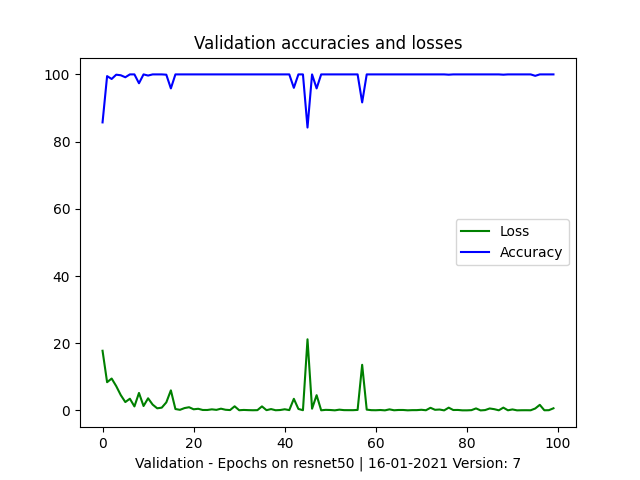 Validation accuracies and losses
100
80
60
40
20
0
Loss
Accuracy
0 20 40 60 80 100
Validation - Epochs on resnet50 | 16-01-2021 Version: 7